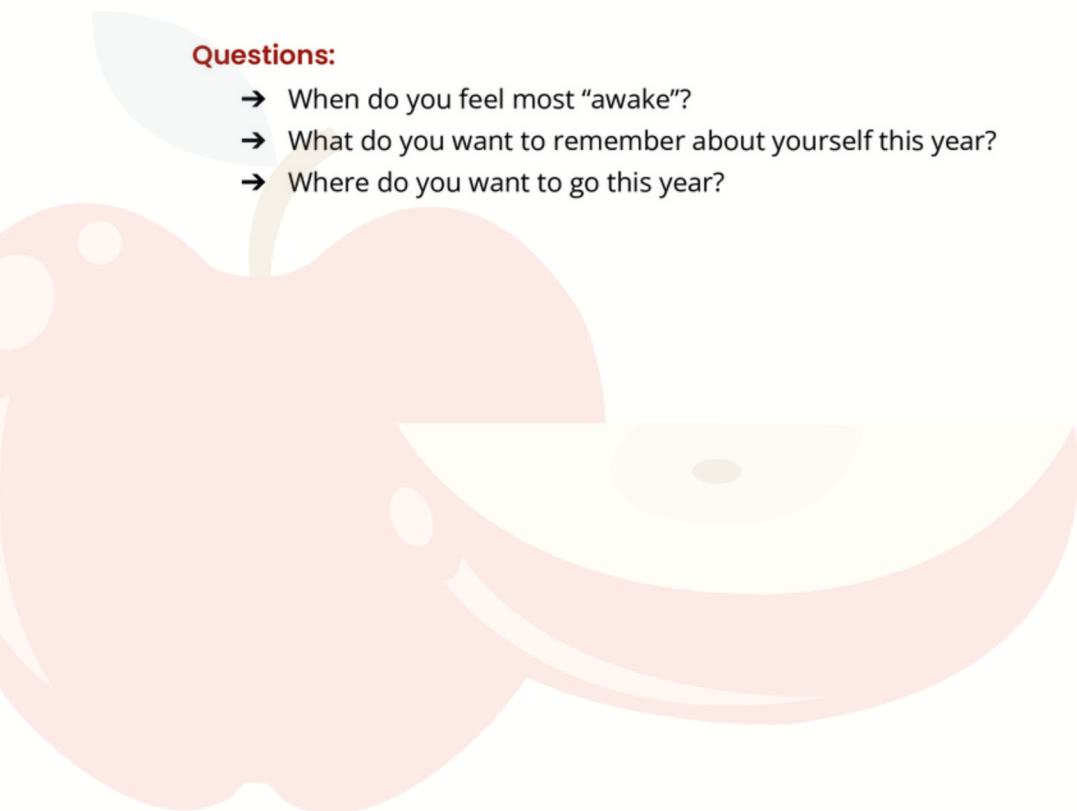 Questions:
➔ When do you feel most “awake”?
➔ What do you want to remember about yourself this year?
➔ Where do you want to go this year?